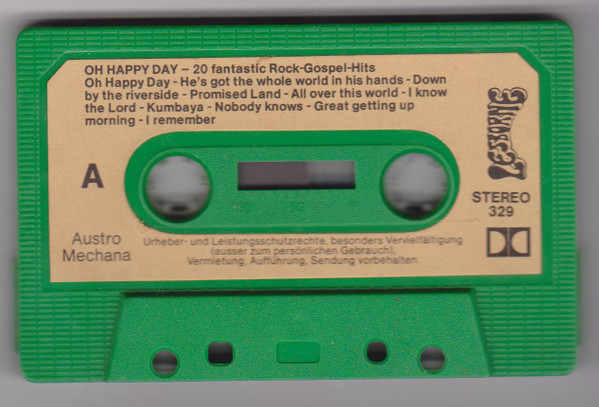 OH HAPPY DAY – 20 fantastic Rock-Gospel-Hits
Oh Happy Day - He's got the whole world in his hands - Down
by the riverside - Promised Land - All over this world - I know
the Lord - Kumbaya - Nobody knows - Great getting up
morning - I remember
A
STEREO
329
Austro
Mechana
Urheber- und Leistungsschutzrechte, besonders Vervielfältigung
(ausser zum persönlichen Gebrauch),
Vermietung, Aufführung, Sendung vorbehalten.